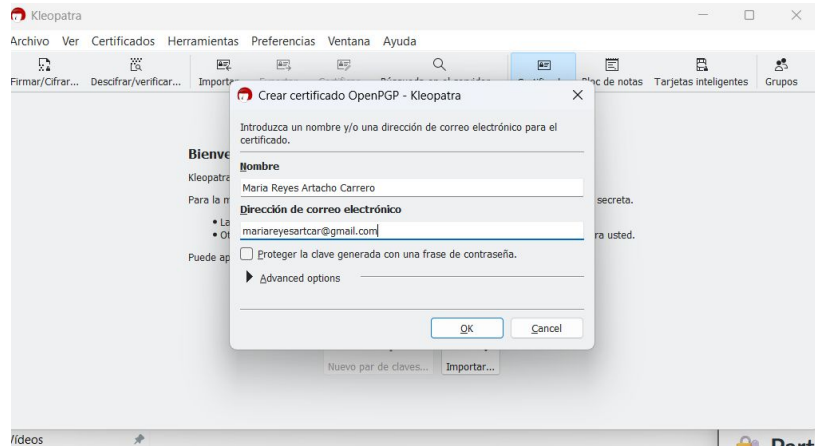 Kleopatra
Archivo Ver Certificados Herramientas Preferencias Ventana Ayuda
Firmar/Cifrar... Descifrar/verificar... Importar Bloc de notas Tarjetas inteligentes Grupos
Crear certificado OpenPGP - Kleopatra
Introduzca un nombre y/o una dirección de correo electrónico para el
certificado.
Bienve
Nombre
Kleopatra
Maria Reyes Artacho Carrero
Para la m
secreta.
Dirección de correo electrónico
La
mariareyesartcar@gmail.com
Ot
ra usted.
Proteger la clave generada con una frase de contraseña.
Puede ap
Advanced options
OK Cancel
Nuevo par de claves... Importar...
Vídeos
Part